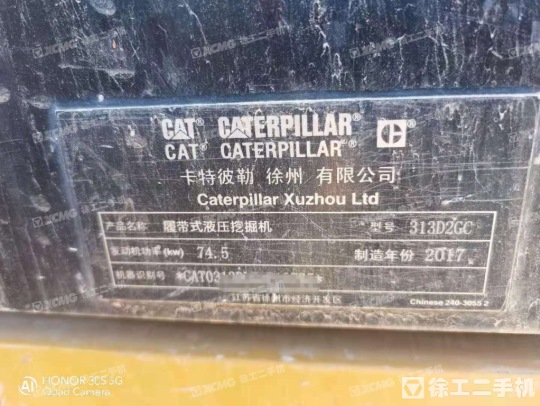 CAT® CATERPILLAR®
CAT® CATERPILLAR®
卡特彼勒 徐州 有限公司
Caterpillar Xuzhou Ltd
产品名称 履带式液压挖掘机 型号 313D2GC
发动机功率(kw) 74.5 制造年份 2017
机器识别号
江苏省徐州市经济开发区
Chinese 240-3055 2
AI HONOR 30S 5G
Quad Camera
徐工二手机